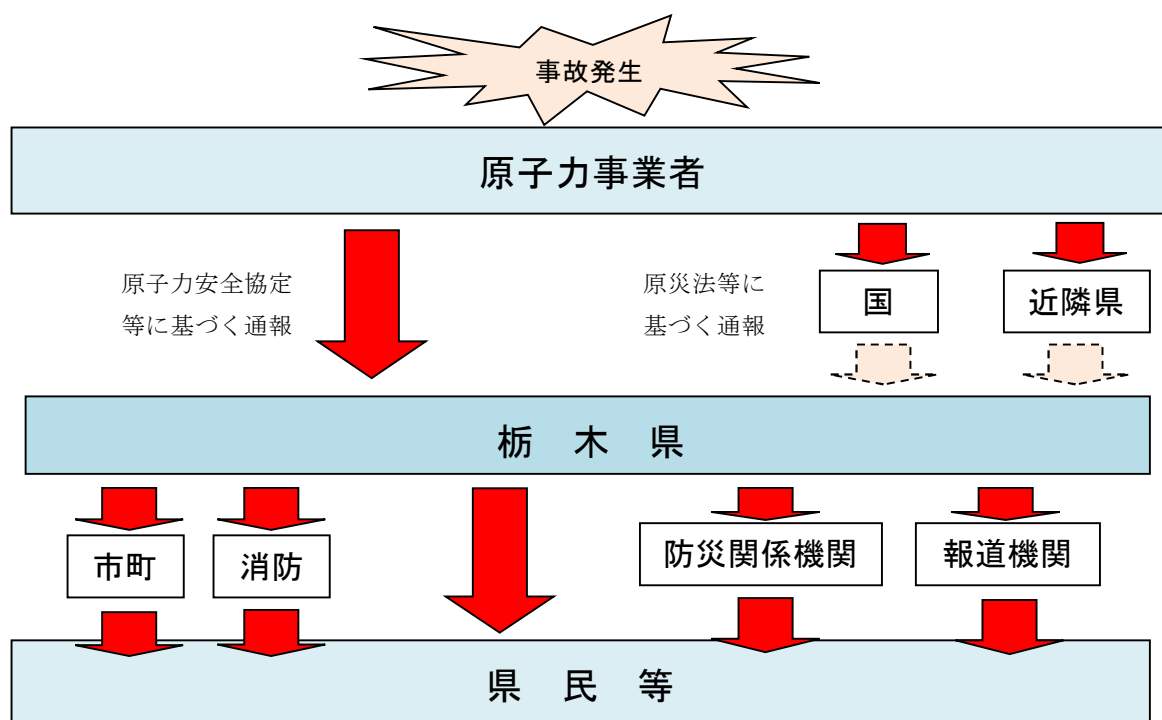 事故発生
原子力事業者
原子力安全協定
等に基づく通報
原災法等に
基づく通報
国
近隣県
栃 木 県
市町
消防
防災関係機関
報道機関
県 民 等